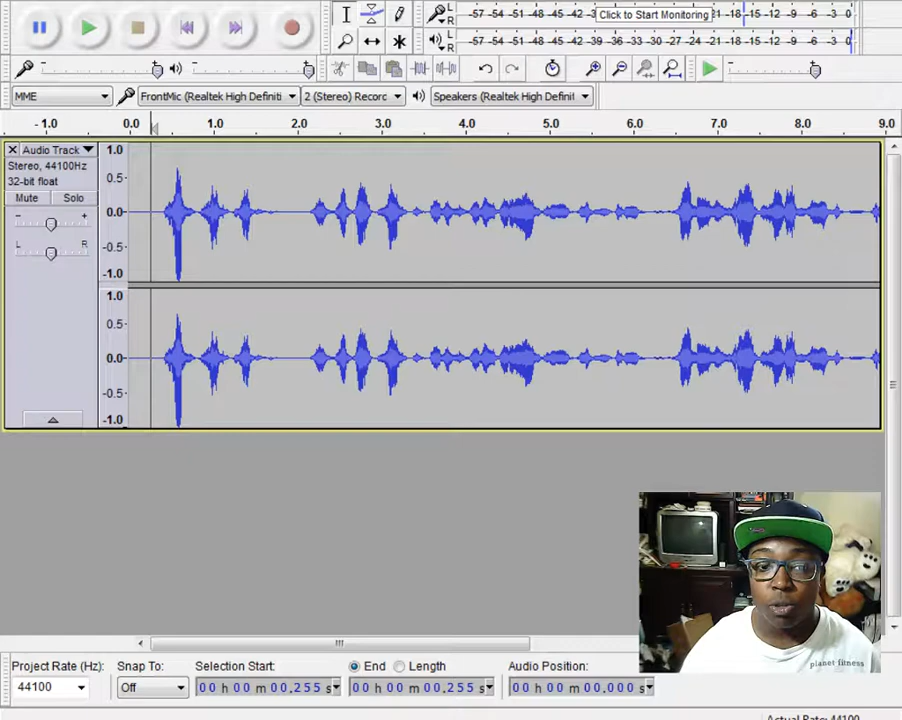 L
R
-57 -54 -51 -48 -45 -42 Click to Start Monitoring -18 -15 -12 -9 -6 -3 0
L
R
-57 -54 -51 -48 -45 -42 -39 -36 -33 -30 -27 -24 -21 -18 -15 -12 -9 -6 -3 0
MME FrontMic (Realtek High Definiti 2 (Stereo) Record Speakers (Realtek High Definiti
-1.0 0.0 1.0 2.0 3.0 4.0 5.0 6.0 7.0 8.0 9.0
Audio Track
Stereo, 44100Hz
32-bit float
Mute Solo
- +
L R
1.0
0.5
0.0
-0.5
-1.0
1.0
0.5
0.0
-0.5
-1.0
planet fitness
Project Rate (Hz): Snap To: Selection Start: End Length Audio Position:
44100 Off 00 h 00 m 00.255 s 00 h 00 m 00.255 s 00 h 00 m 00.000 s